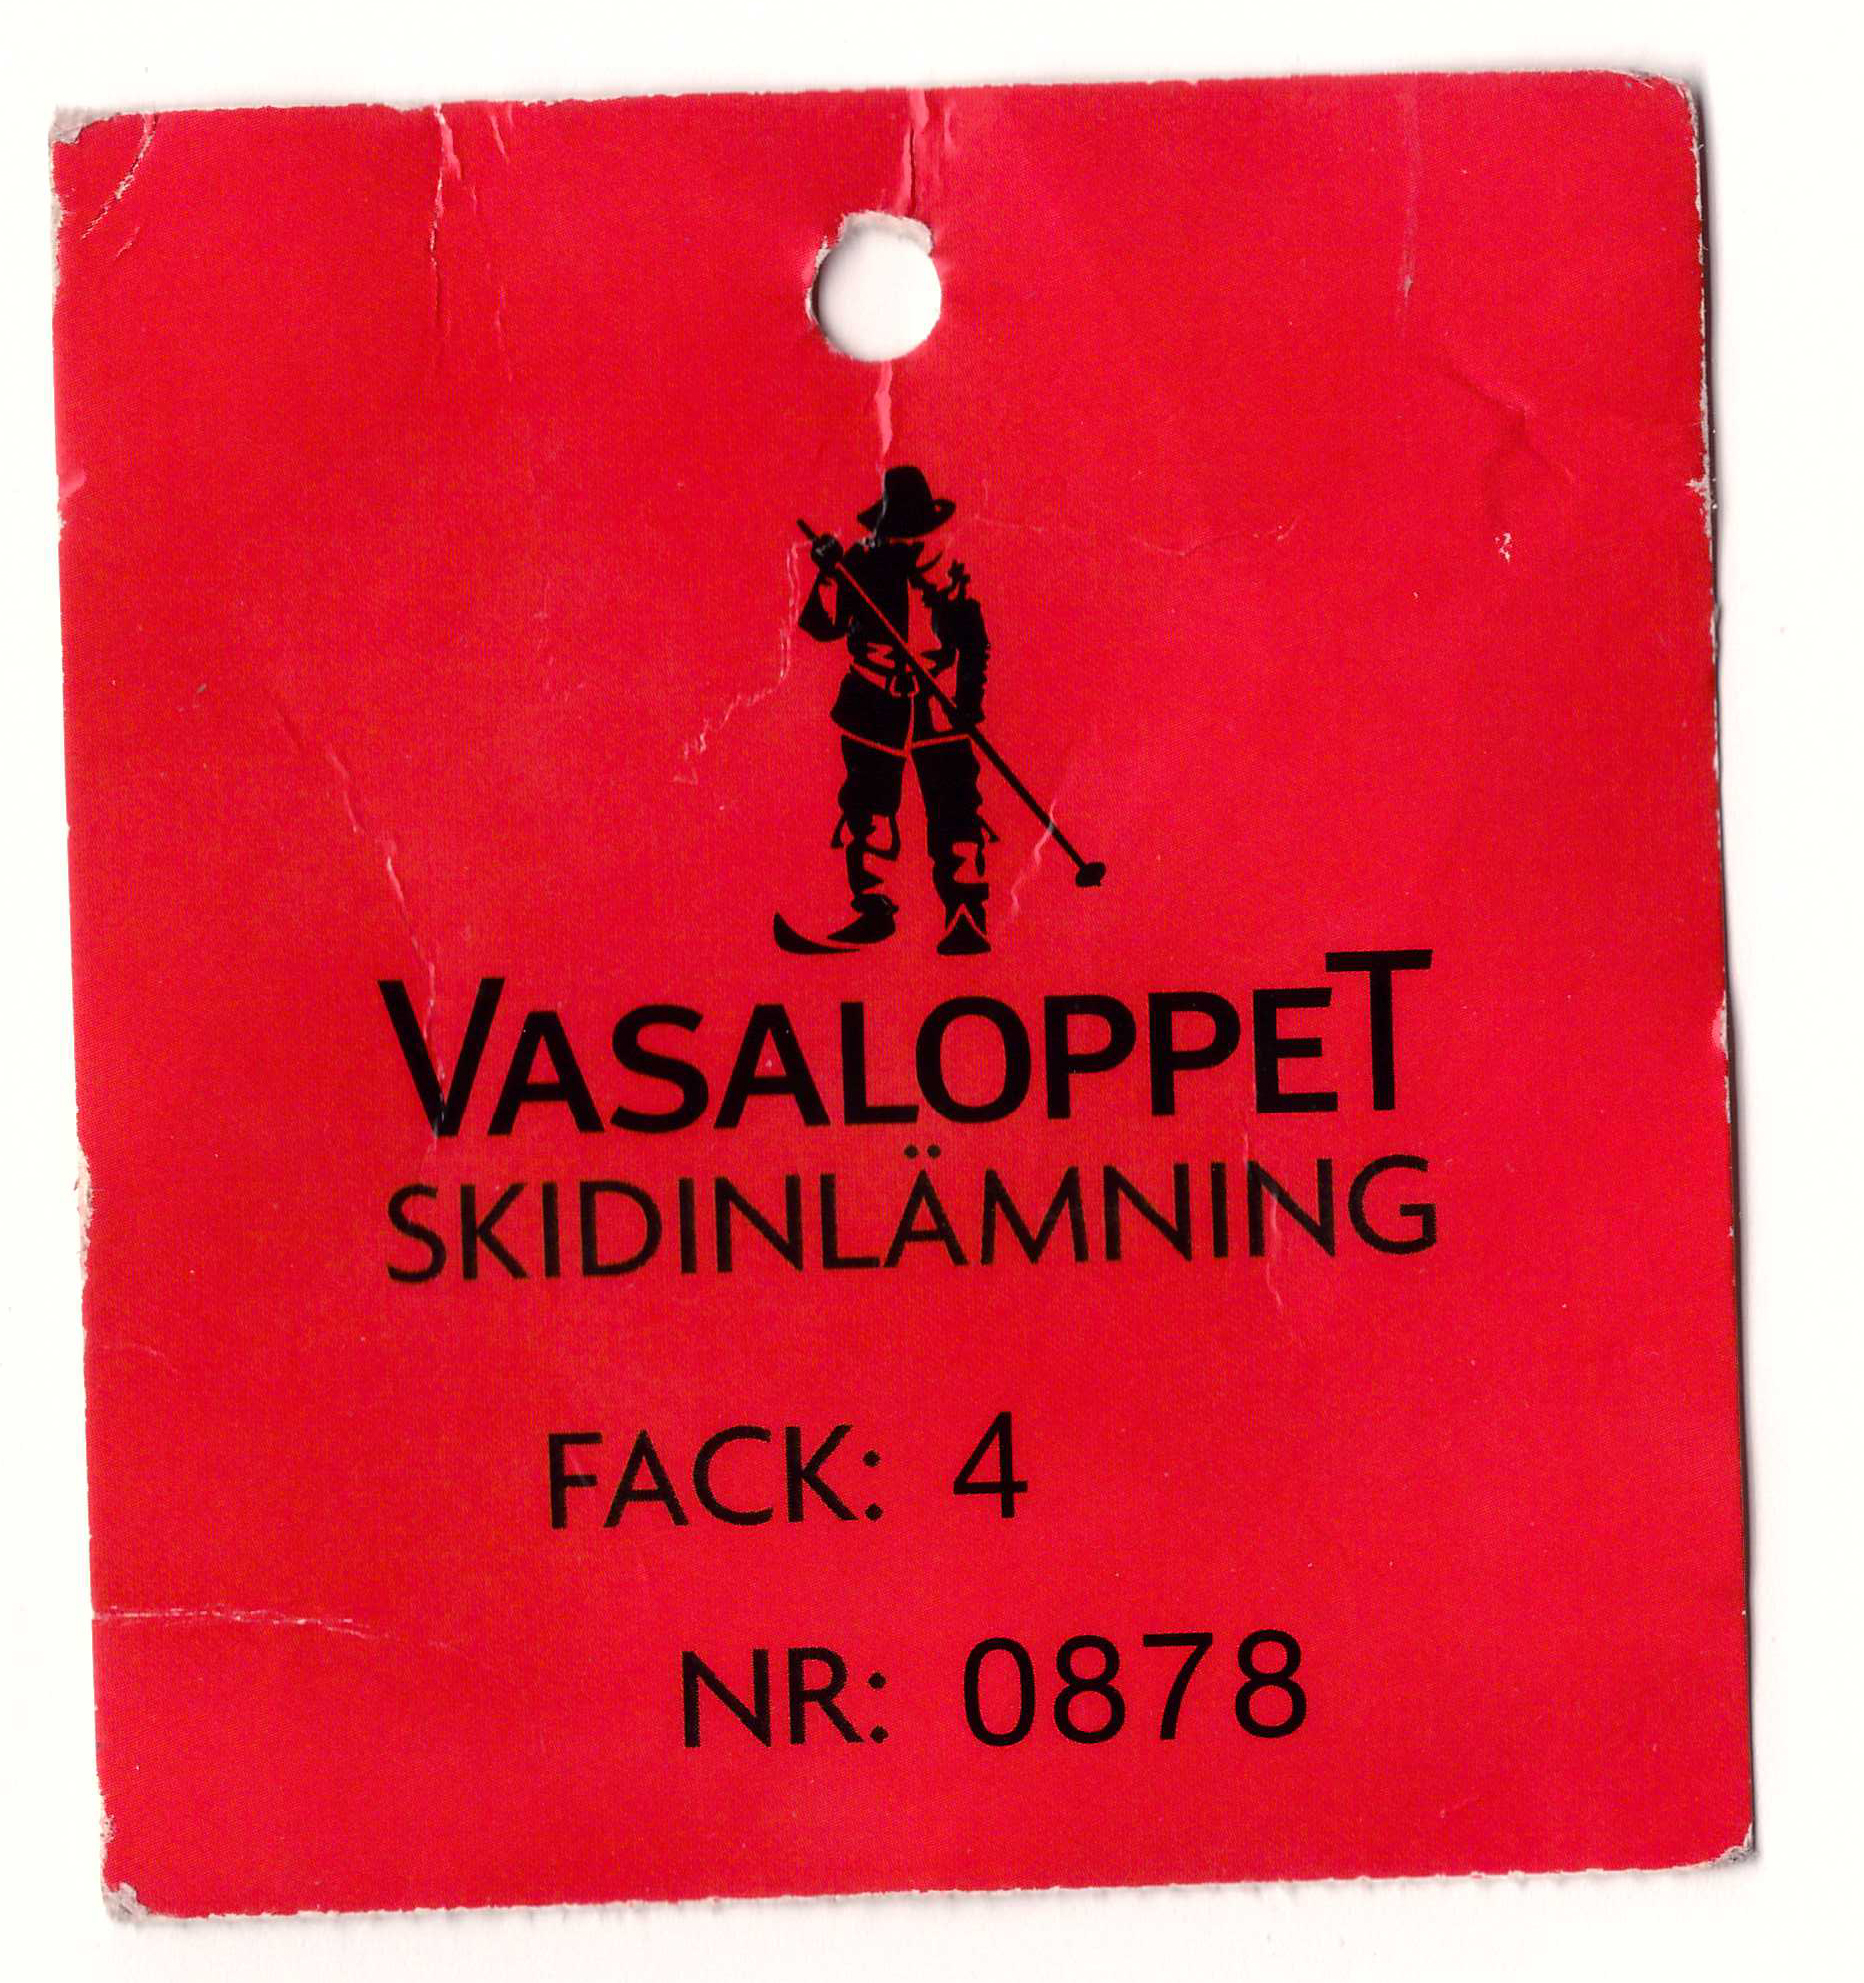 VASALOPPET
SKIDINLÄMNING
FACK: 4
NR: 0878